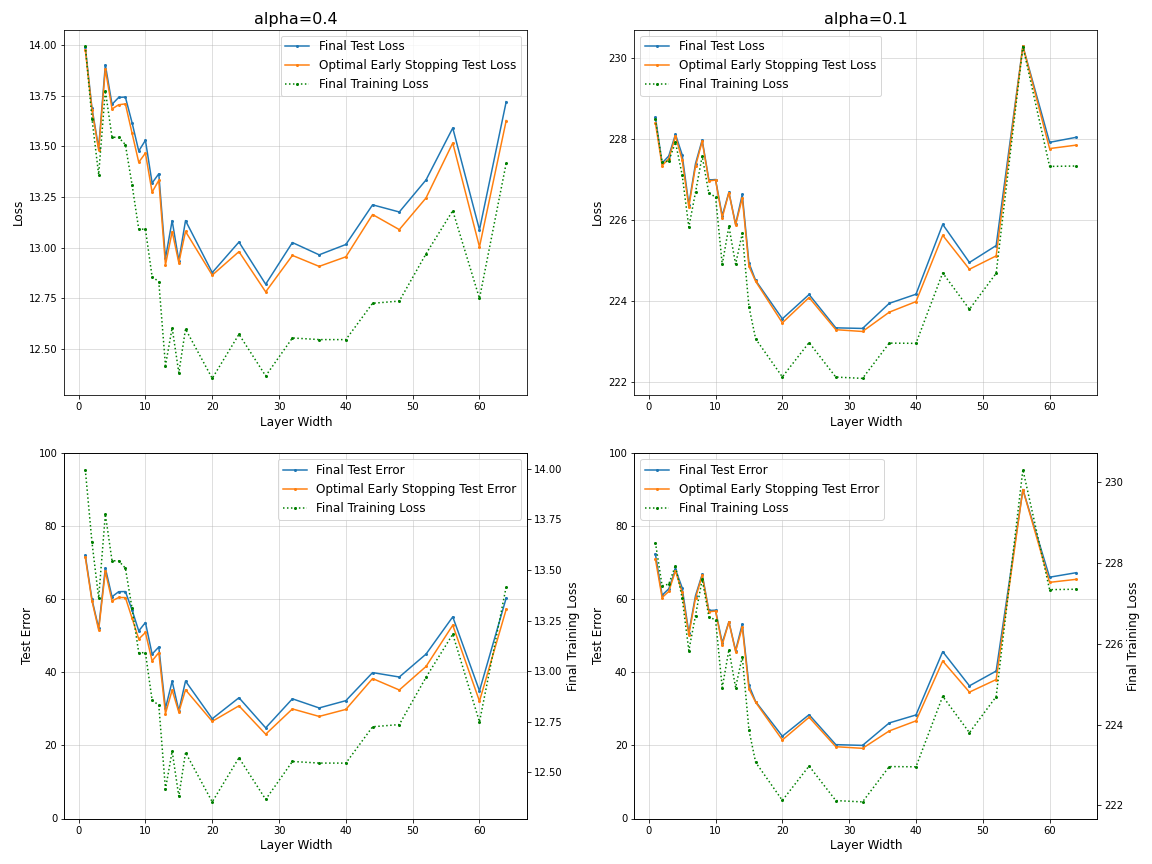 alpha=0.4
14.00
13.75
13.50
13.25
13.00
12.75
12.50
Loss
Final Test Loss
Optimal Early Stopping Test Loss
Final Training Loss
0 10 20 30 40 50 60
Layer Width
alpha=0.1
230
228
226
224
222
Loss
Final Test Loss
Optimal Early Stopping Test Loss
Final Training Loss
0 10 20 30 40 50 60
Layer Width
100
80
60
40
20
0
Test Error
Final Test Error
Optimal Early Stopping Test Error
Final Training Loss
14.00
13.75
13.50
13.25
13.00
12.75
12.50
Final Training Loss
0 10 20 30 40 50 60
Layer Width
100
80
60
40
20
0
Test Error
Final Test Error
Optimal Early Stopping Test Error
Final Training Loss
230
228
226
224
222
Final Training Loss
0 10 20 30 40 50 60
Layer Width